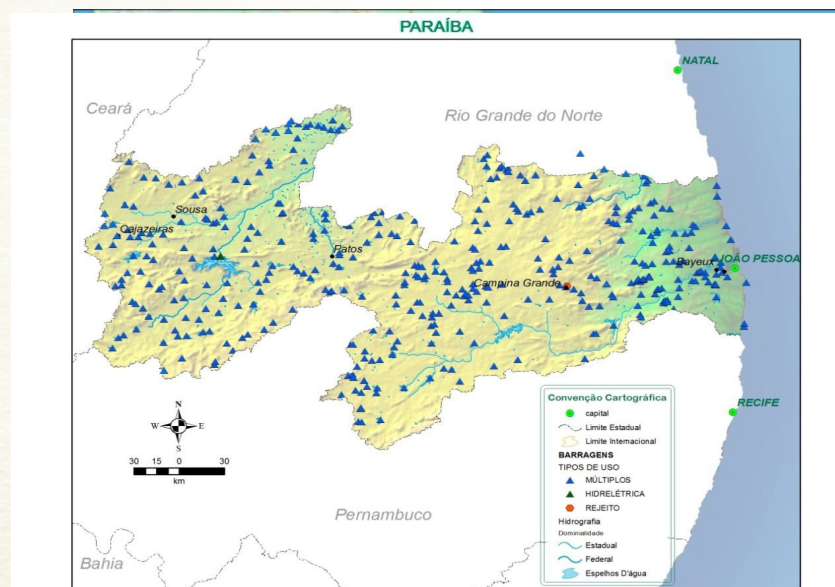 PARAÍBA
NATAL
Ceará
Rio Grande do Norte
Sousa
Cajazeiras
Patos
Bayeux
JOÃO PESSOA
Campina Grande
RECIFE
N
W E
S
30 15 0 30
km
Pernambuco
Bahia
Convenção Cartográfica
capital
Limite Estadual
Limite Internacional
BARRAGENS
TIPOS DE USO
MÚLTIPLOS
HIDRELÉTRICA
REJEITO
Hidrografia
Dominialidade
Estadual
Federal
Espelhos D'água